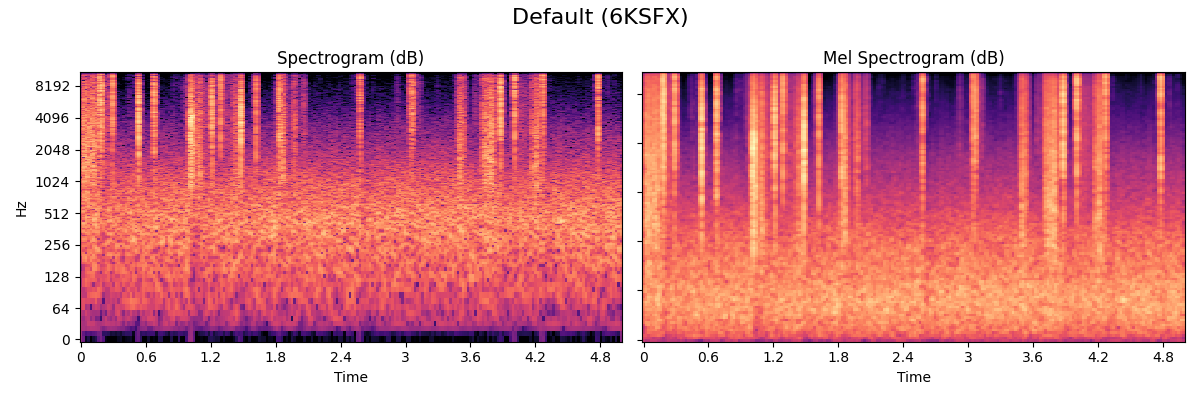 Default (6KSFX)
Spectrogram (dB)
Mel Spectrogram (dB)
Hz
8192
4096
2048
1024
512
256
128
64
0
0 0.6 1.2 1.8 2.4 3 3.6 4.2 4.8
0 0.6 1.2 1.8 2.4 3 3.6 4.2 4.8
Time
Time